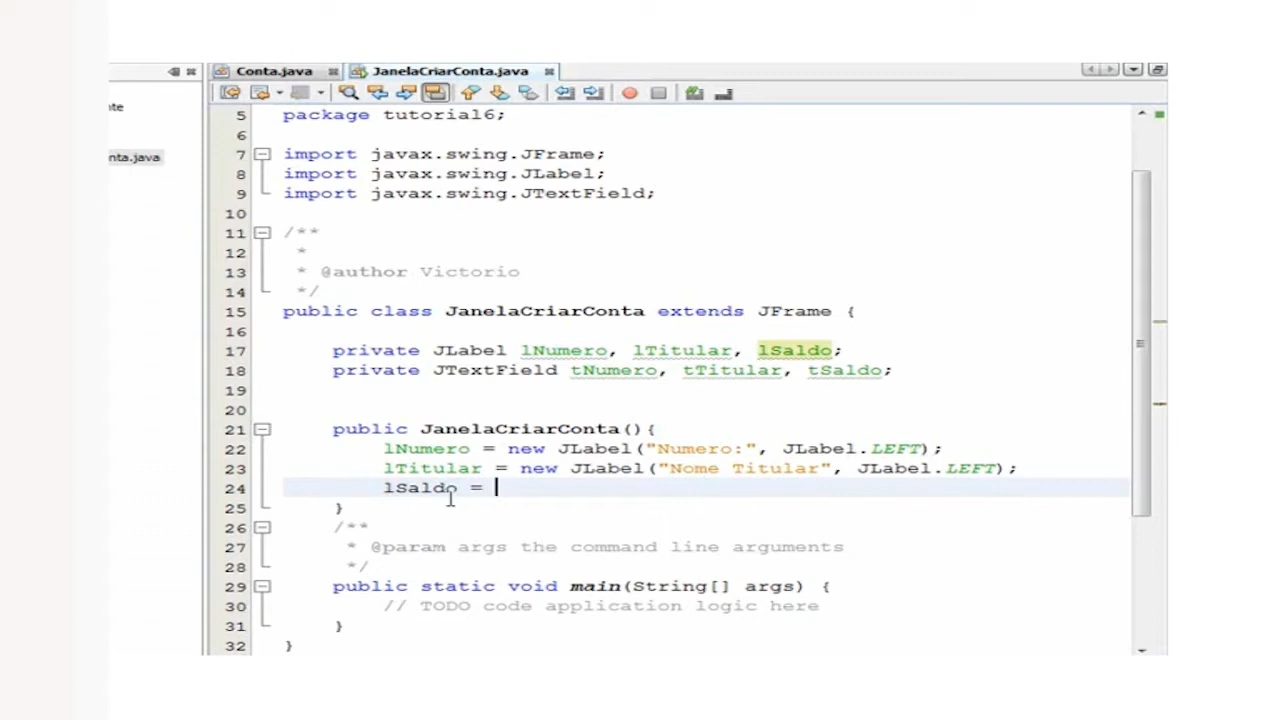 Conta.java JanelaCriarConta.java
nte
nta.java
5 package tutorial6;
6
7 import javax.swing.JFrame;
8 import javax.swing.JLabel;
9 import javax.swing.JTextField;
10
11 /**
12 *
13 * @author Victorio
14 */
15 public class JanelaCriarConta extends JFrame {
16
17 private JLabel lNumero, lTitular, lSaldo;
18 private JTextField tNumero, tTitular, tSaldo;
19
20
21 public JanelaCriarConta(){
22 lNumero = new JLabel("Numero:", JLabel.LEFT);
23 lTitular = new JLabel("Nome Titular", JLabel.LEFT);
24 lSaldo =
25 }
26 /**
27 * @param args the command line arguments
28 */
29 public static void main(String[] args) {
30 // TODO code application logic here
31 }
32 }